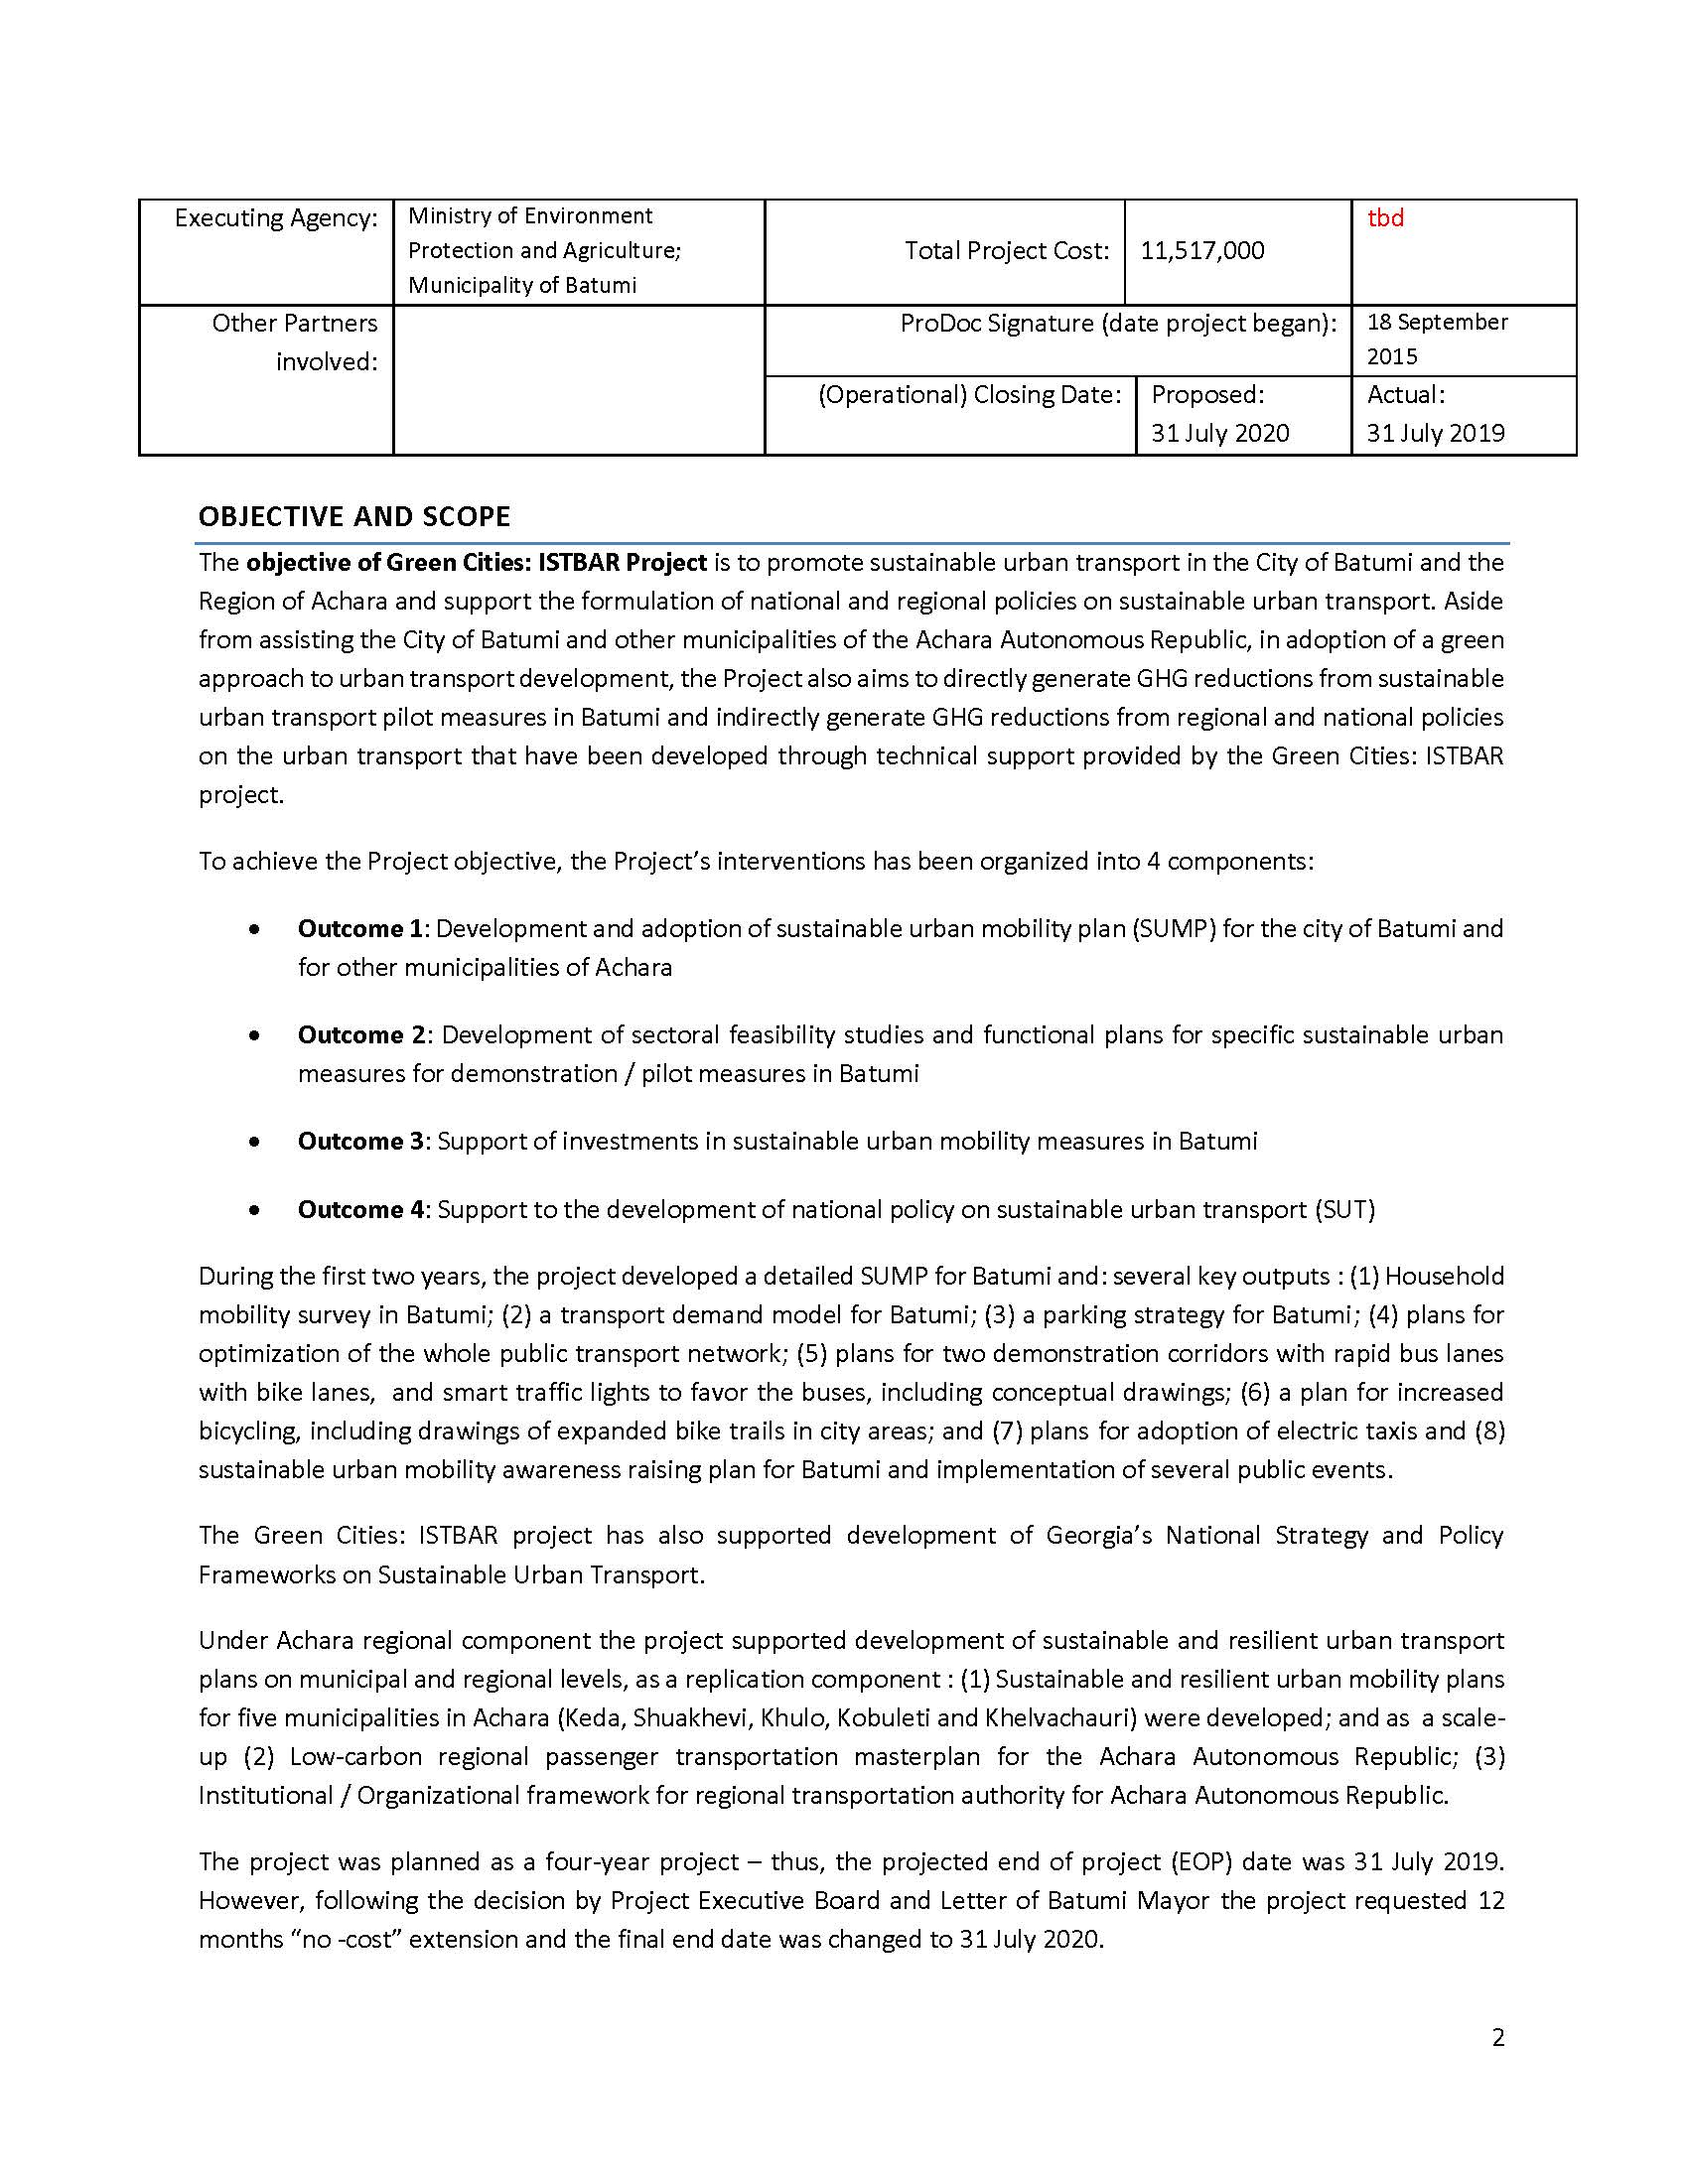 Executing Agency:
Ministry of Environment
Protection and Agriculture;
Municipality of Batumi
Total Project Cost:
11,517,000
tbd
Other Partners
involved:
ProDoc Signature (date project began):
18 September
2015
(Operational) Closing Date:
Proposed:
31 July 2020
Actual:
31 July 2019
OBJECTIVE AND SCOPE
The objective of Green Cities: ISTBAR Project is to promote sustainable urban transport in the City of Batumi and the
Region of Achara and support the formulation of national and regional policies on sustainable urban transport. Aside
from assisting the City of Batumi and other municipalities of the Achara Autonomous Republic, in adoption of a green
approach to urban transport development, the Project also aims to directly generate GHG reductions from sustainable
urban transport pilot measures in Batumi and indirectly generate GHG reductions from regional and national policies
on the urban transport that have been developed through technical support provided by the Green Cities: ISTBAR
project.
To achieve the Project objective, the Project’s interventions has been organized into 4 components:
• Outcome 1: Development and adoption of sustainable urban mobility plan (SUMP) for the city of Batumi and
for other municipalities of Achara
• Outcome 2: Development of sectoral feasibility studies and functional plans for specific sustainable urban
measures for demonstration / pilot measures in Batumi
• Outcome 3: Support of investments in sustainable urban mobility measures in Batumi
• Outcome 4: Support to the development of national policy on sustainable urban transport (SUT)
During the first two years, the project developed a detailed SUMP for Batumi and: several key outputs : (1) Household
mobility survey in Batumi; (2) a transport demand model for Batumi; (3) a parking strategy for Batumi; (4) plans for
optimization of the whole public transport network; (5) plans for two demonstration corridors with rapid bus lanes
with bike lanes,  and smart traffic lights to favor the buses, including conceptual drawings; (6) a plan for increased
bicycling, including drawings of expanded bike trails in city areas; and (7) plans for adoption of electric taxis and (8)
sustainable urban mobility awareness raising plan for Batumi and implementation of several public events.
The Green Cities: ISTBAR project has also supported development of Georgia’s National Strategy and Policy
Frameworks on Sustainable Urban Transport.
Under Achara regional component the project supported development of sustainable and resilient urban transport
plans on municipal and regional levels, as a replication component : (1) Sustainable and resilient urban mobility plans
for five municipalities in Achara (Keda, Shuakhevi, Khulo, Kobuleti and Khelvachauri) were developed; and as  a scale-
up (2) Low-carbon regional passenger transportation masterplan for the Achara Autonomous Republic; (3)
Institutional / Organizational framework for regional transportation authority for Achara Autonomous Republic.
The project was planned as a four-year project – thus, the projected end of project (EOP) date was 31 July 2019.
However, following the decision by Project Executive Board and Letter of Batumi Mayor the project requested 12
months “no -cost” extension and the final end date was changed to 31 July 2020.
2